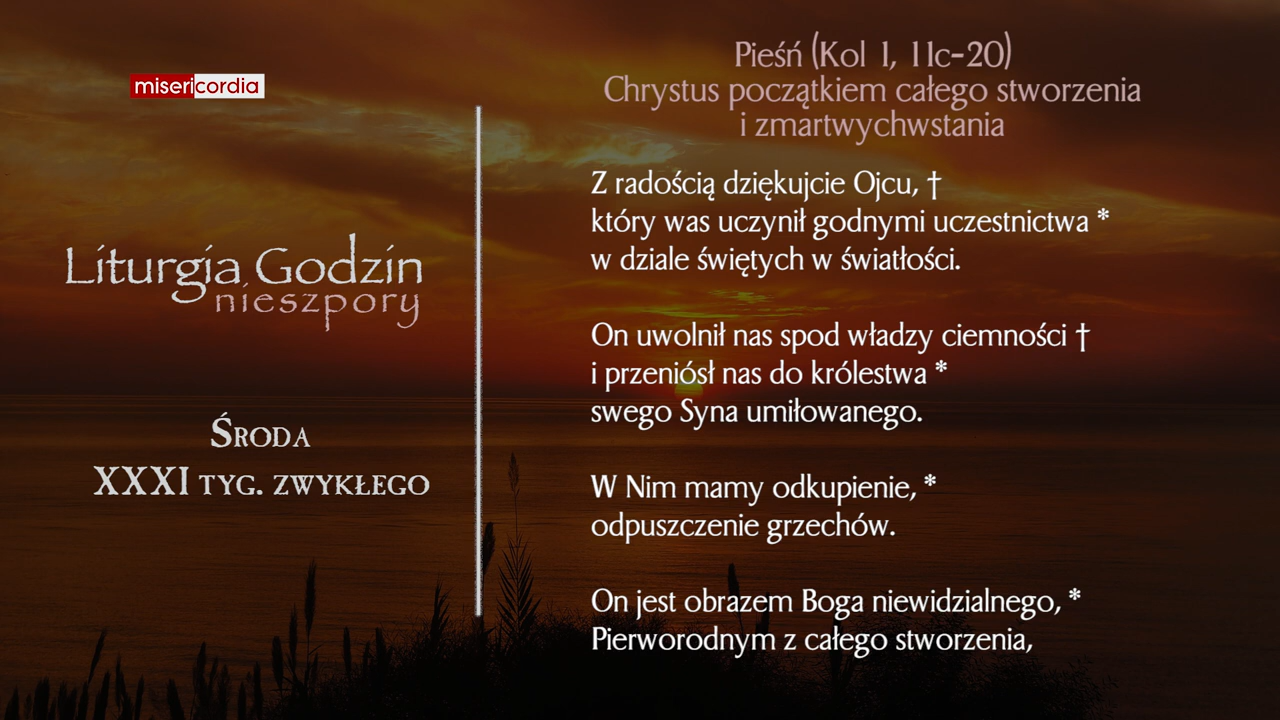 misericordia
Liturgia Godzin
nieszpory
Środa
XXXI tyg. zwykłego
Pieśń (Kol 1, 11c-20)
Chrystus początkiem całego stworzenia
i zmartwychwstania
Z radością dziękujcie Ojcu, †
który was uczynił godnymi uczestnictwa *
w dziale świętych w światłości.
On uwolnił nas spod władzy ciemności †
i przeniósł nas do królestwa *
swego Syna umiłowanego.
W Nim mamy odkupienie, *
odpuszczenie grzechów.
On jest obrazem Boga niewidzialnego, *
Pierworodnym z całego stworzenia,